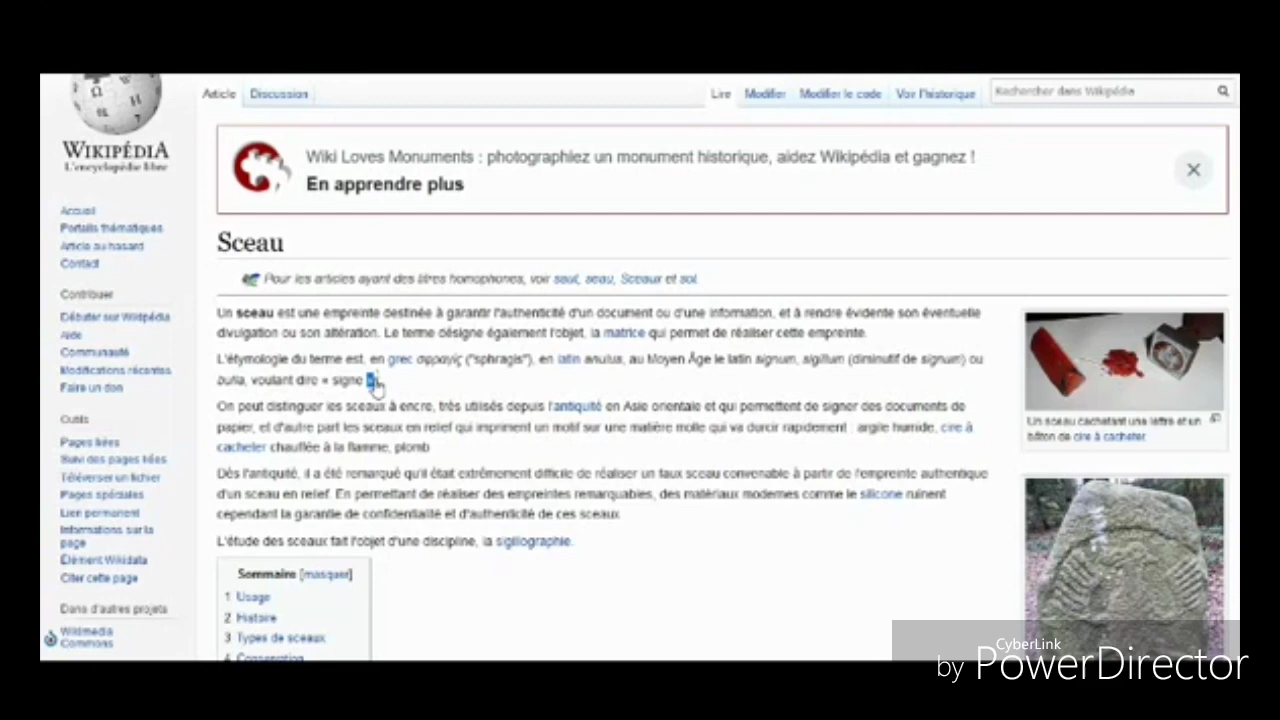 WIKIPÉDIA
L'encyclopédie libre
Accueil
Portails thématiques
Article au hasard
Contact
Contribuer
Débuter sur Wikipédia
Aide
Communauté
Modifications récentes
Faire un don
Outils
Pages liées
Suivi des pages liées
Téléverser un fichier
Pages spéciales
Lien permanent
Informations sur la
page
Élément Wikidata
Citer cette page
Dans d'autres projets
Wikimedia
Commons
Article Discussion Lire Modifier Modifier le code Voir l'historique Rechercher dans Wikipédia
Wiki Loves Monuments : photographiez un monument historique, aidez Wikipédia et gagnez !
En apprendre plus
Sceau
Pour les articles ayant des titres homophones, voir saut, seau, Sceaux et sot.
Un sceau est une empreinte destinée à garantir l'authenticité d'un document ou d'une information, et à rendre évidente son éventuelle
divulgation ou son altération. Le terme désigne également l'objet, la matrice qui permet de réaliser cette empreinte.
L'étymologie du terme est, en grec σφραγίς ("sphragis"), en latin anulus, au Moyen Âge le latin signum, sigillum (diminutif de signum) ou
bulla, voulant dire « signe
On peut distinguer les sceaux à encre, très utilisés depuis l'antiquité en Asie orientale et qui permettent de signer des documents de
papier, et d'autre part les sceaux en relief qui impriment un motif sur une matière molle qui va durcir rapidement : argile humide, cire à
cacheter chauffée à la flamme, plomb
Dès l'antiquité, il a été remarqué qu'il était extrêmement difficile de réaliser un faux sceau convenable à partir de l'empreinte authentique
d'un sceau en relief. En permettant de réaliser des empreintes remarquables, des matériaux modernes comme le silicone ruinent
cependant la garantie de confidentialité et d'authenticité de ces sceaux
L'étude des sceaux fait l'objet d'une discipline, la sigillographie.
Sommaire [masquer]
1 Usage
2 Histoire
3 Types de sceaux
4 Conservation
Un sceau cachetant une lettre et un
bâton de cire à cacheter.
CyberLink
by PowerDirector